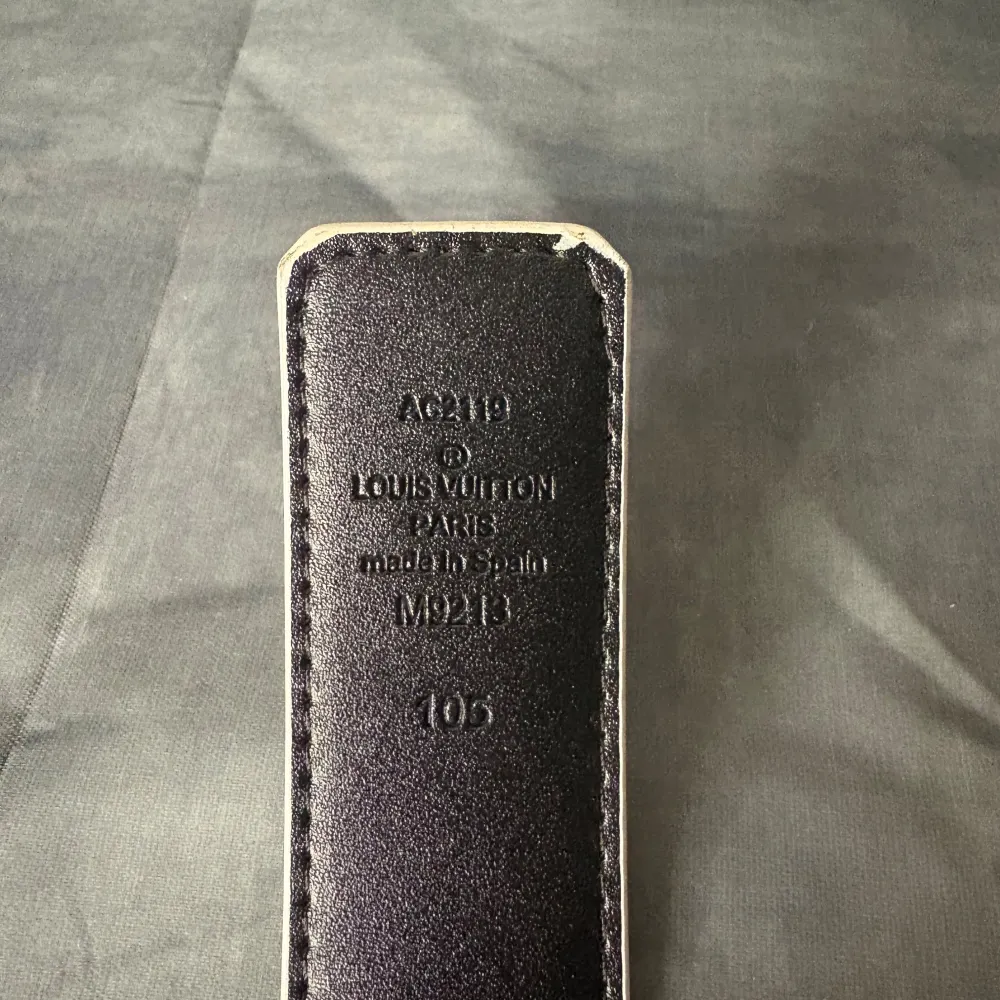 AC2119
®
LOUIS VUITTON
PARIS
made in Spain
M9213
105